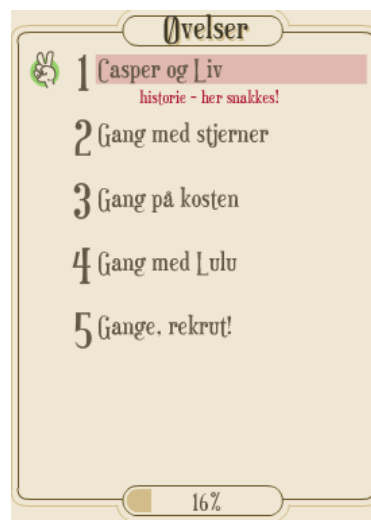 Øvelser
1 Casper og Liv
historie - her snakkes!
2 Gang med stjerner
3 Gang på kosten
4 Gang med Lulu
5 Gange, rekrut!
16%